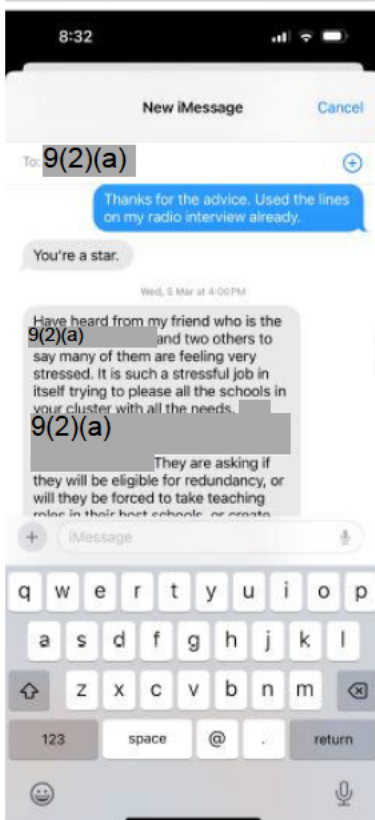 8:32
New iMessage
Cancel
To: 9(2)(a)
Thanks for the advice. Used the lines
on my radio interview already.
You're a star.
Wed, 5 Mar at 4:00 PM
Have heard from my friend who is the
9(2)(a) and two others to
say many of them are feeling very
stressed. It is such a stressful job in
itself trying to please all the schools in
your cluster with all the needs.
9(2)(a)
They are asking if
they will be eligible for redundancy, or
will they be forced to take teaching
roles in their host schools, or create
iMessage
q w e r t y u i o p
a s d f g h j k l
z x c v b n m
123 space @ . return